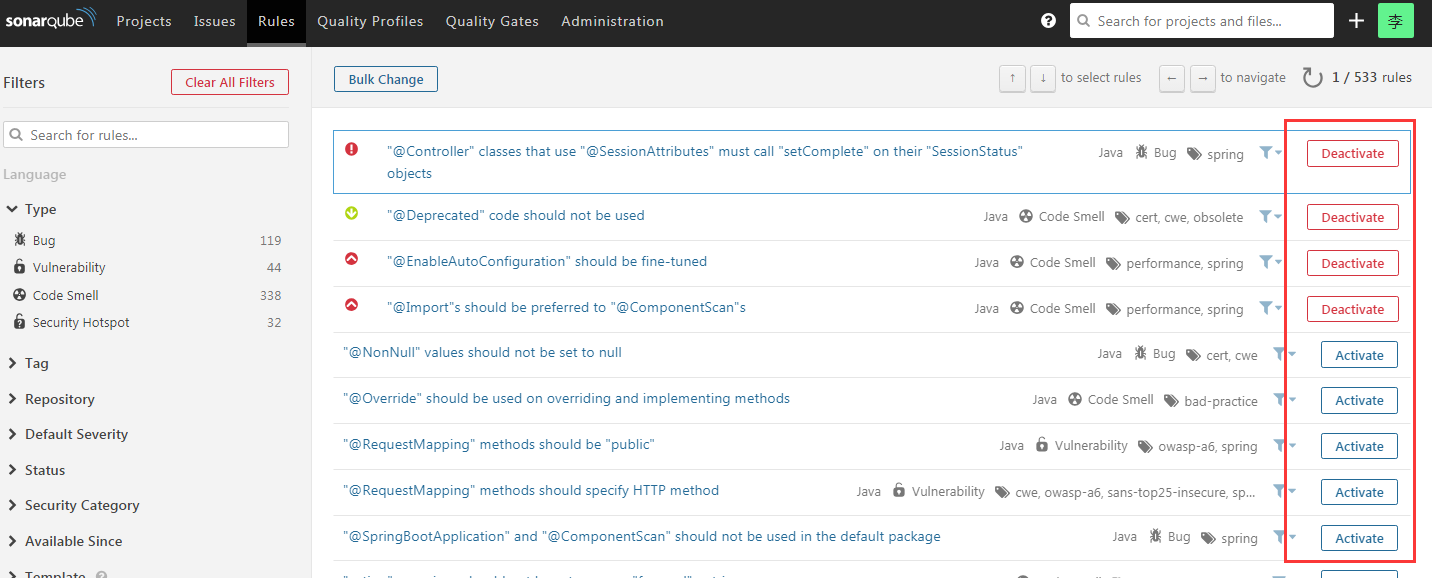 sonarqube Projects Issues Rules Quality Profiles Quality Gates Administration ? Search for projects and files... + 李
Filters Clear All Filters
Bulk Change ↑ ↓ to select rules ← → to navigate 1 / 533 rules
Search for rules...
Language
Type
Bug 119
Vulnerability 44
Code Smell 338
Security Hotspot 32
Tag
Repository
Default Severity
Status
Security Category
Available Since
Template ?
"@Controller" classes that use "@SessionAttributes" must call "setComplete" on their "SessionStatus"
objects
Java Bug spring Deactivate
"@Deprecated" code should not be used Java Code Smell cert, cwe, obsolete Deactivate
"@EnableAutoConfiguration" should be fine-tuned Java Code Smell performance, spring Deactivate
"@Import"s should be preferred to "@ComponentScan"s Java Code Smell performance, spring Deactivate
"@NonNull" values should not be set to null Java Bug cert, cwe Activate
"@Override" should be used on overriding and implementing methods Java Code Smell bad-practice Activate
"@RequestMapping" methods should be "public" Java Vulnerability owasp-a6, spring Activate
"@RequestMapping" methods should specify HTTP method Java Vulnerability cwe, owasp-a6, sans-top25-insecure, sp... Activate
"@SpringBootApplication" and "@ComponentScan" should not be used in the default package Java Bug spring Activate